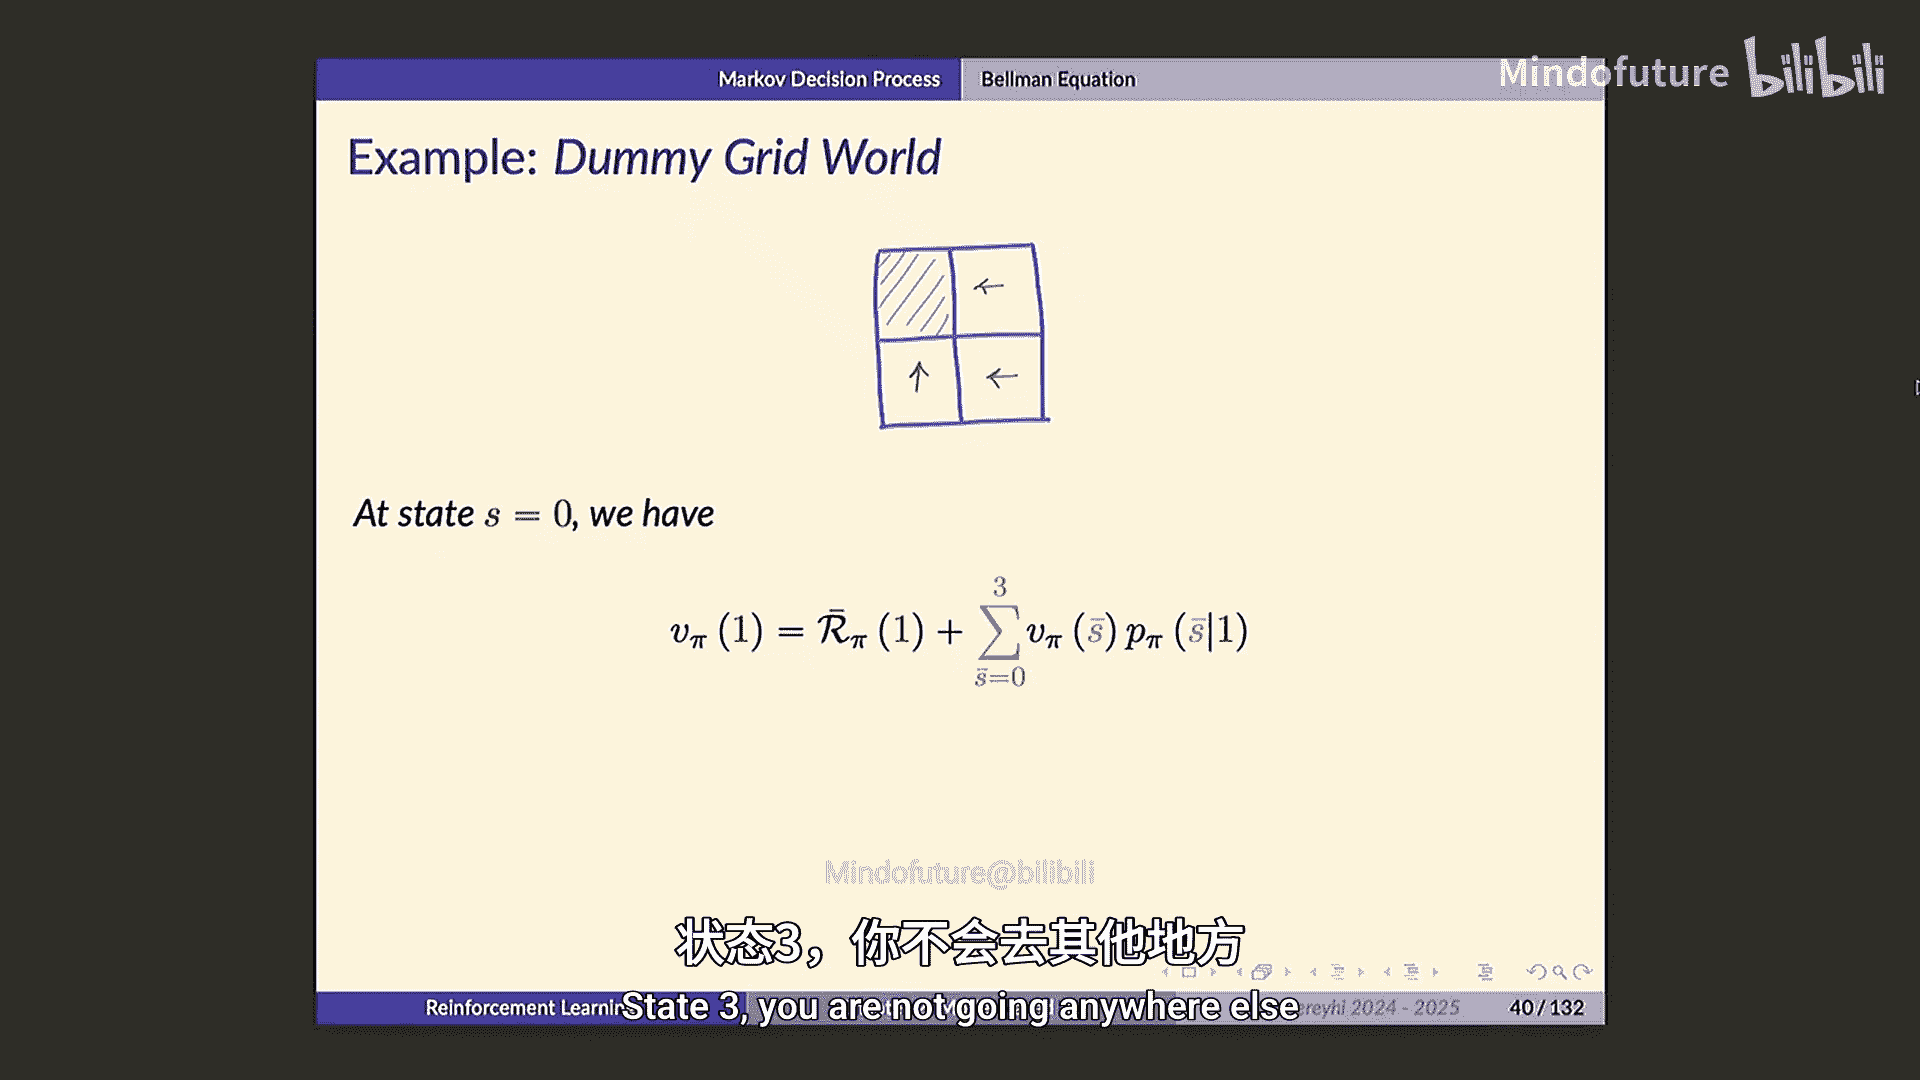 Mindofuture bilibili
Markov Decision Process Bellman Equation
Example: Dummy Grid World
At state s = 0, we have
v_π (1) = R̄_π (1) + ∑_{s̄=0}^{3} v_π (s̄) p_π (s̄|1)
Mindofuture@bilibili
状态3，你不会去其他地方
State 3, you are not going anywhere else
Reinforcement 2024 - 2025 40 / 132